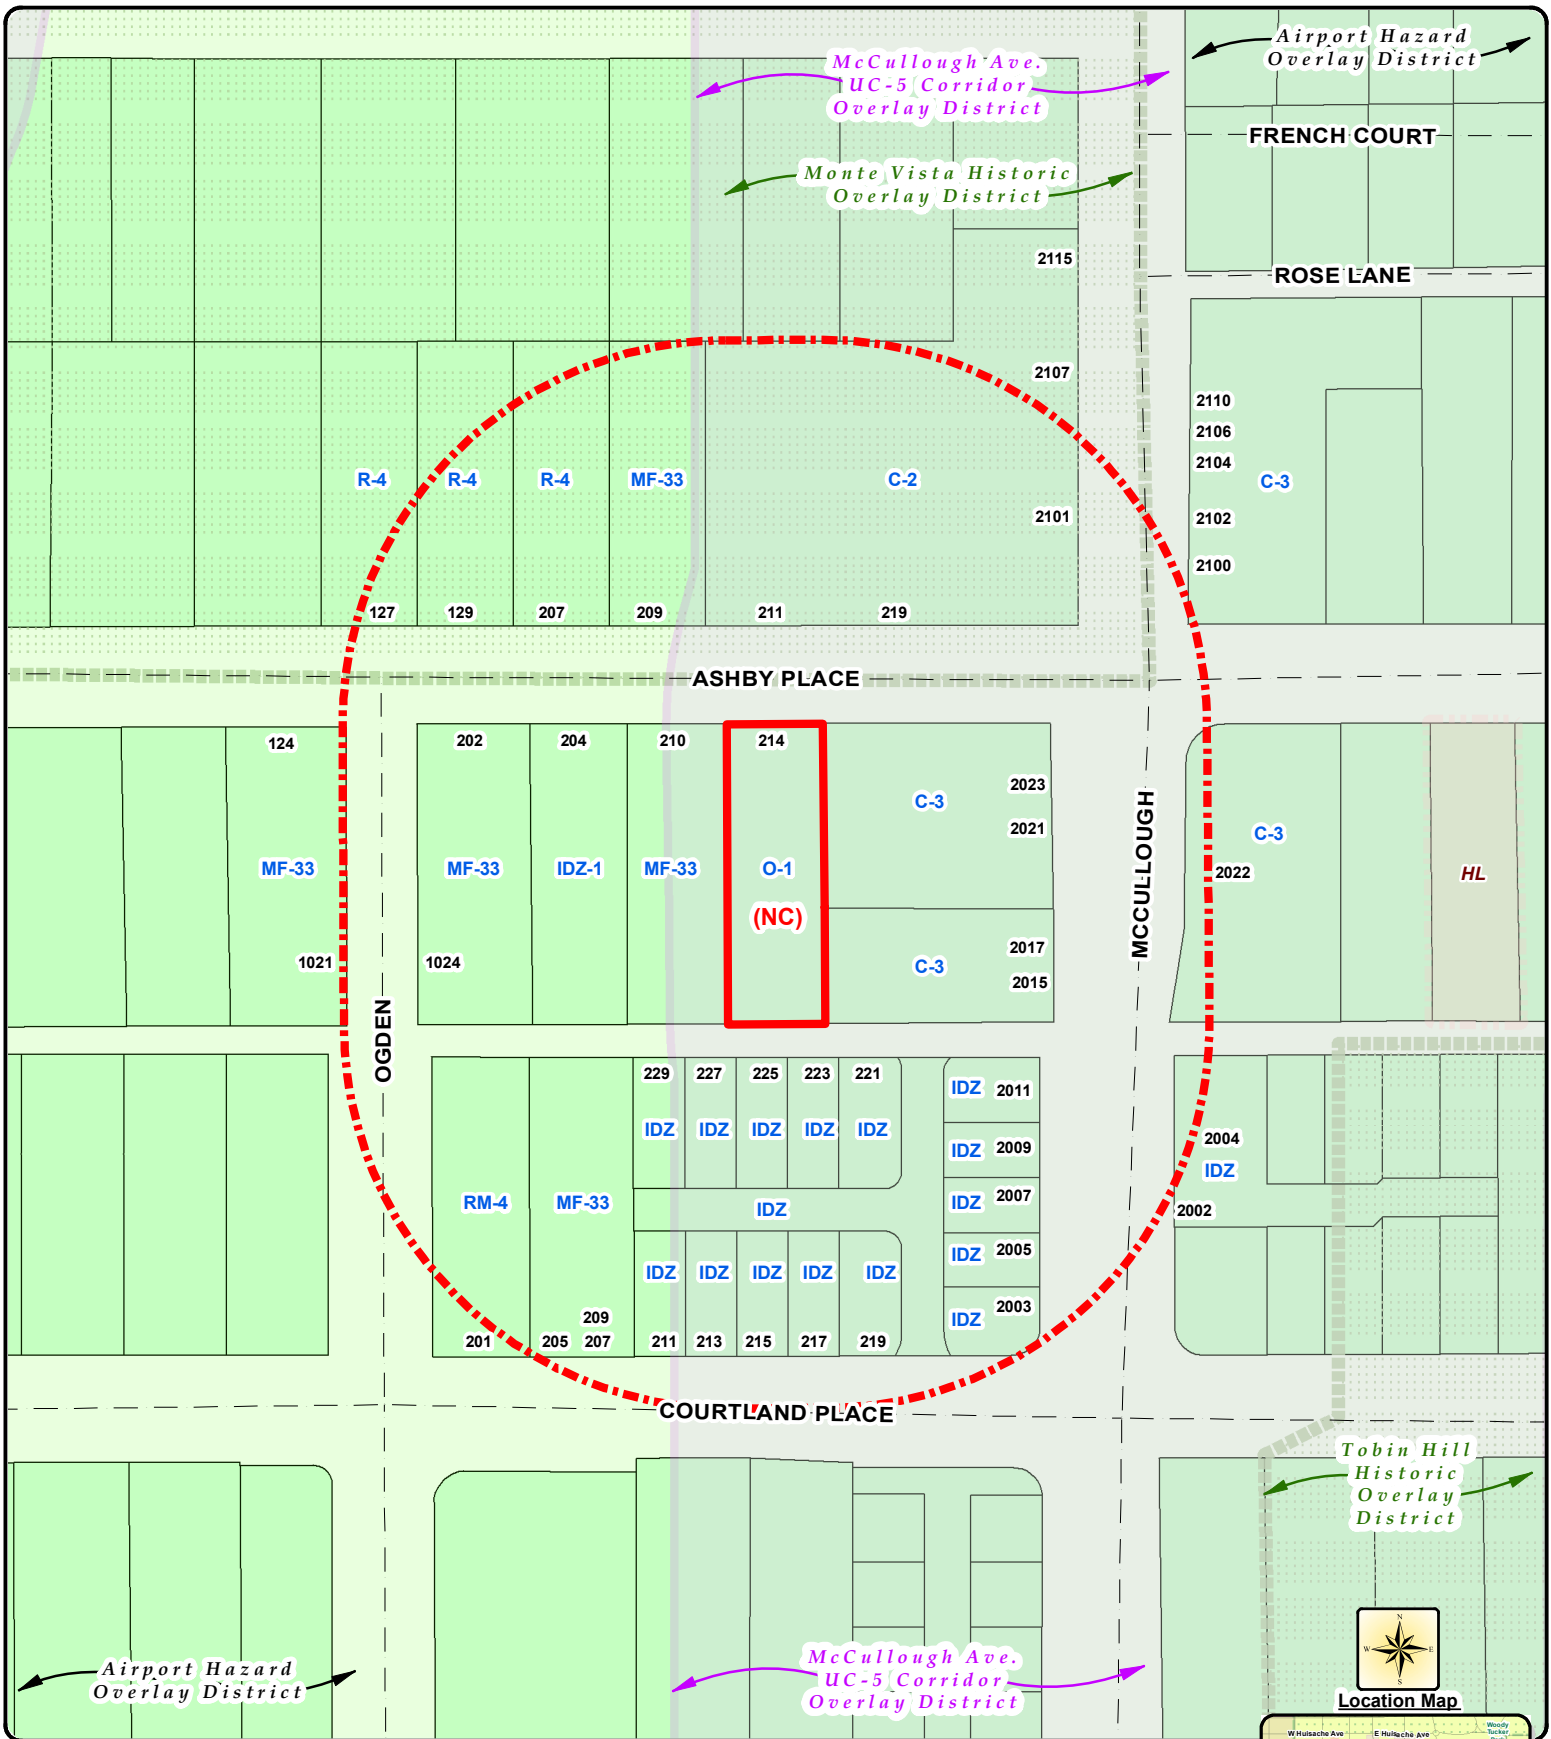 Airport Hazard
Overlay District
McCullough Ave.
UC-5 Corridor
Overlay District
FRENCH COURT
Monte Vista Historic
Overlay District
2115
ROSE LANE
2107
2110
2106
2104
R-4
R-4
R-4
MF-33
C-2
C-3
2101
2102
2100
127
129
207
209
211
219
ASHBY PLACE
124
202
204
210
214
2023
C-3
2021
C-3
MCCULLOUGH
MF-33
MF-33
IDZ-1
MF-33
O-1
2022
HL
(NC)
2017
C-3
2015
1021
1024
OGDEN
229
227
225
223
221
IDZ
2011
IDZ
IDZ
IDZ
IDZ
IDZ
IDZ
2009
2004
IDZ
RM-4
MF-33
IDZ
IDZ
2007
2002
IDZ
2005
IDZ
IDZ
IDZ
IDZ
IDZ
IDZ
2003
209
201
205
207
211
213
215
217
219
COURTLAND PLACE
Tobin Hill
Historic
Overlay
District
Airport Hazard
Overlay District
McCullough Ave.
UC-5 Corridor
Overlay District
N
W
E
S
Location Map
Woody
Tucker
W Huisache Ave
E Huisache Ave